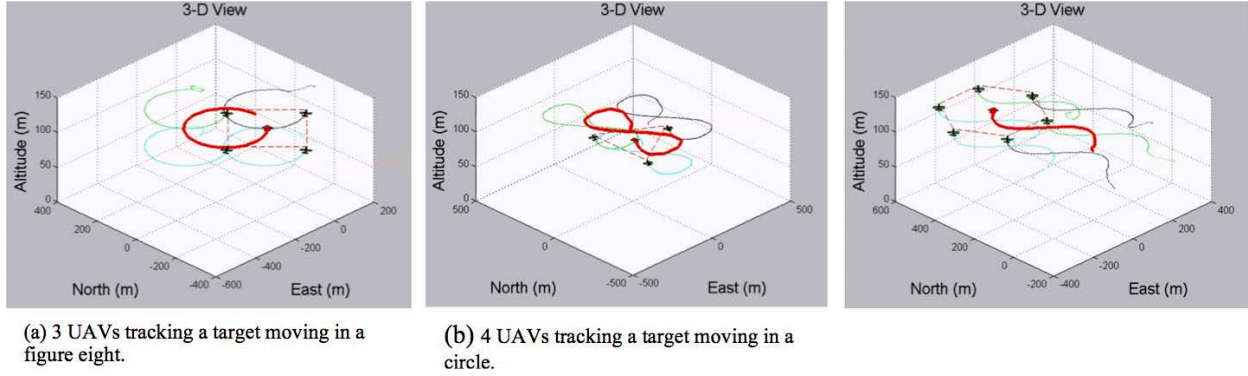 3-D View
150
100
50
0
Altitude (m)
400
200
0
-200
-400
North (m)
-600
-400
-200
0
200
East (m)
3-D View
150
100
50
0
Altitude (m)
500
0
-500
North (m)
-500
0
500
East (m)
3-D View
150
100
50
0
Altitude (m)
600
400
200
0
-200
North (m)
-400
-200
0
200
400
East (m)
(a) 3 UAVs tracking a target moving in a
figure eight.
(b) 4 UAVs tracking a target moving in a
circle.